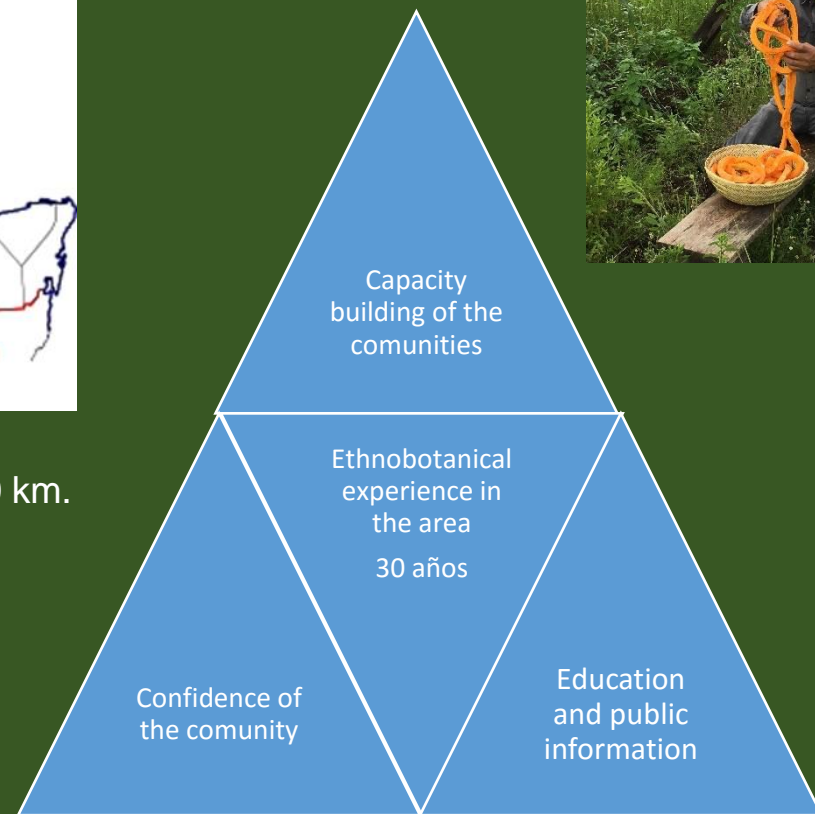 Capacity
building of the
comunities
km.
Ethnobotanical
experience in
the area
30 años
Confidence of
the comunity
Education
and public
information